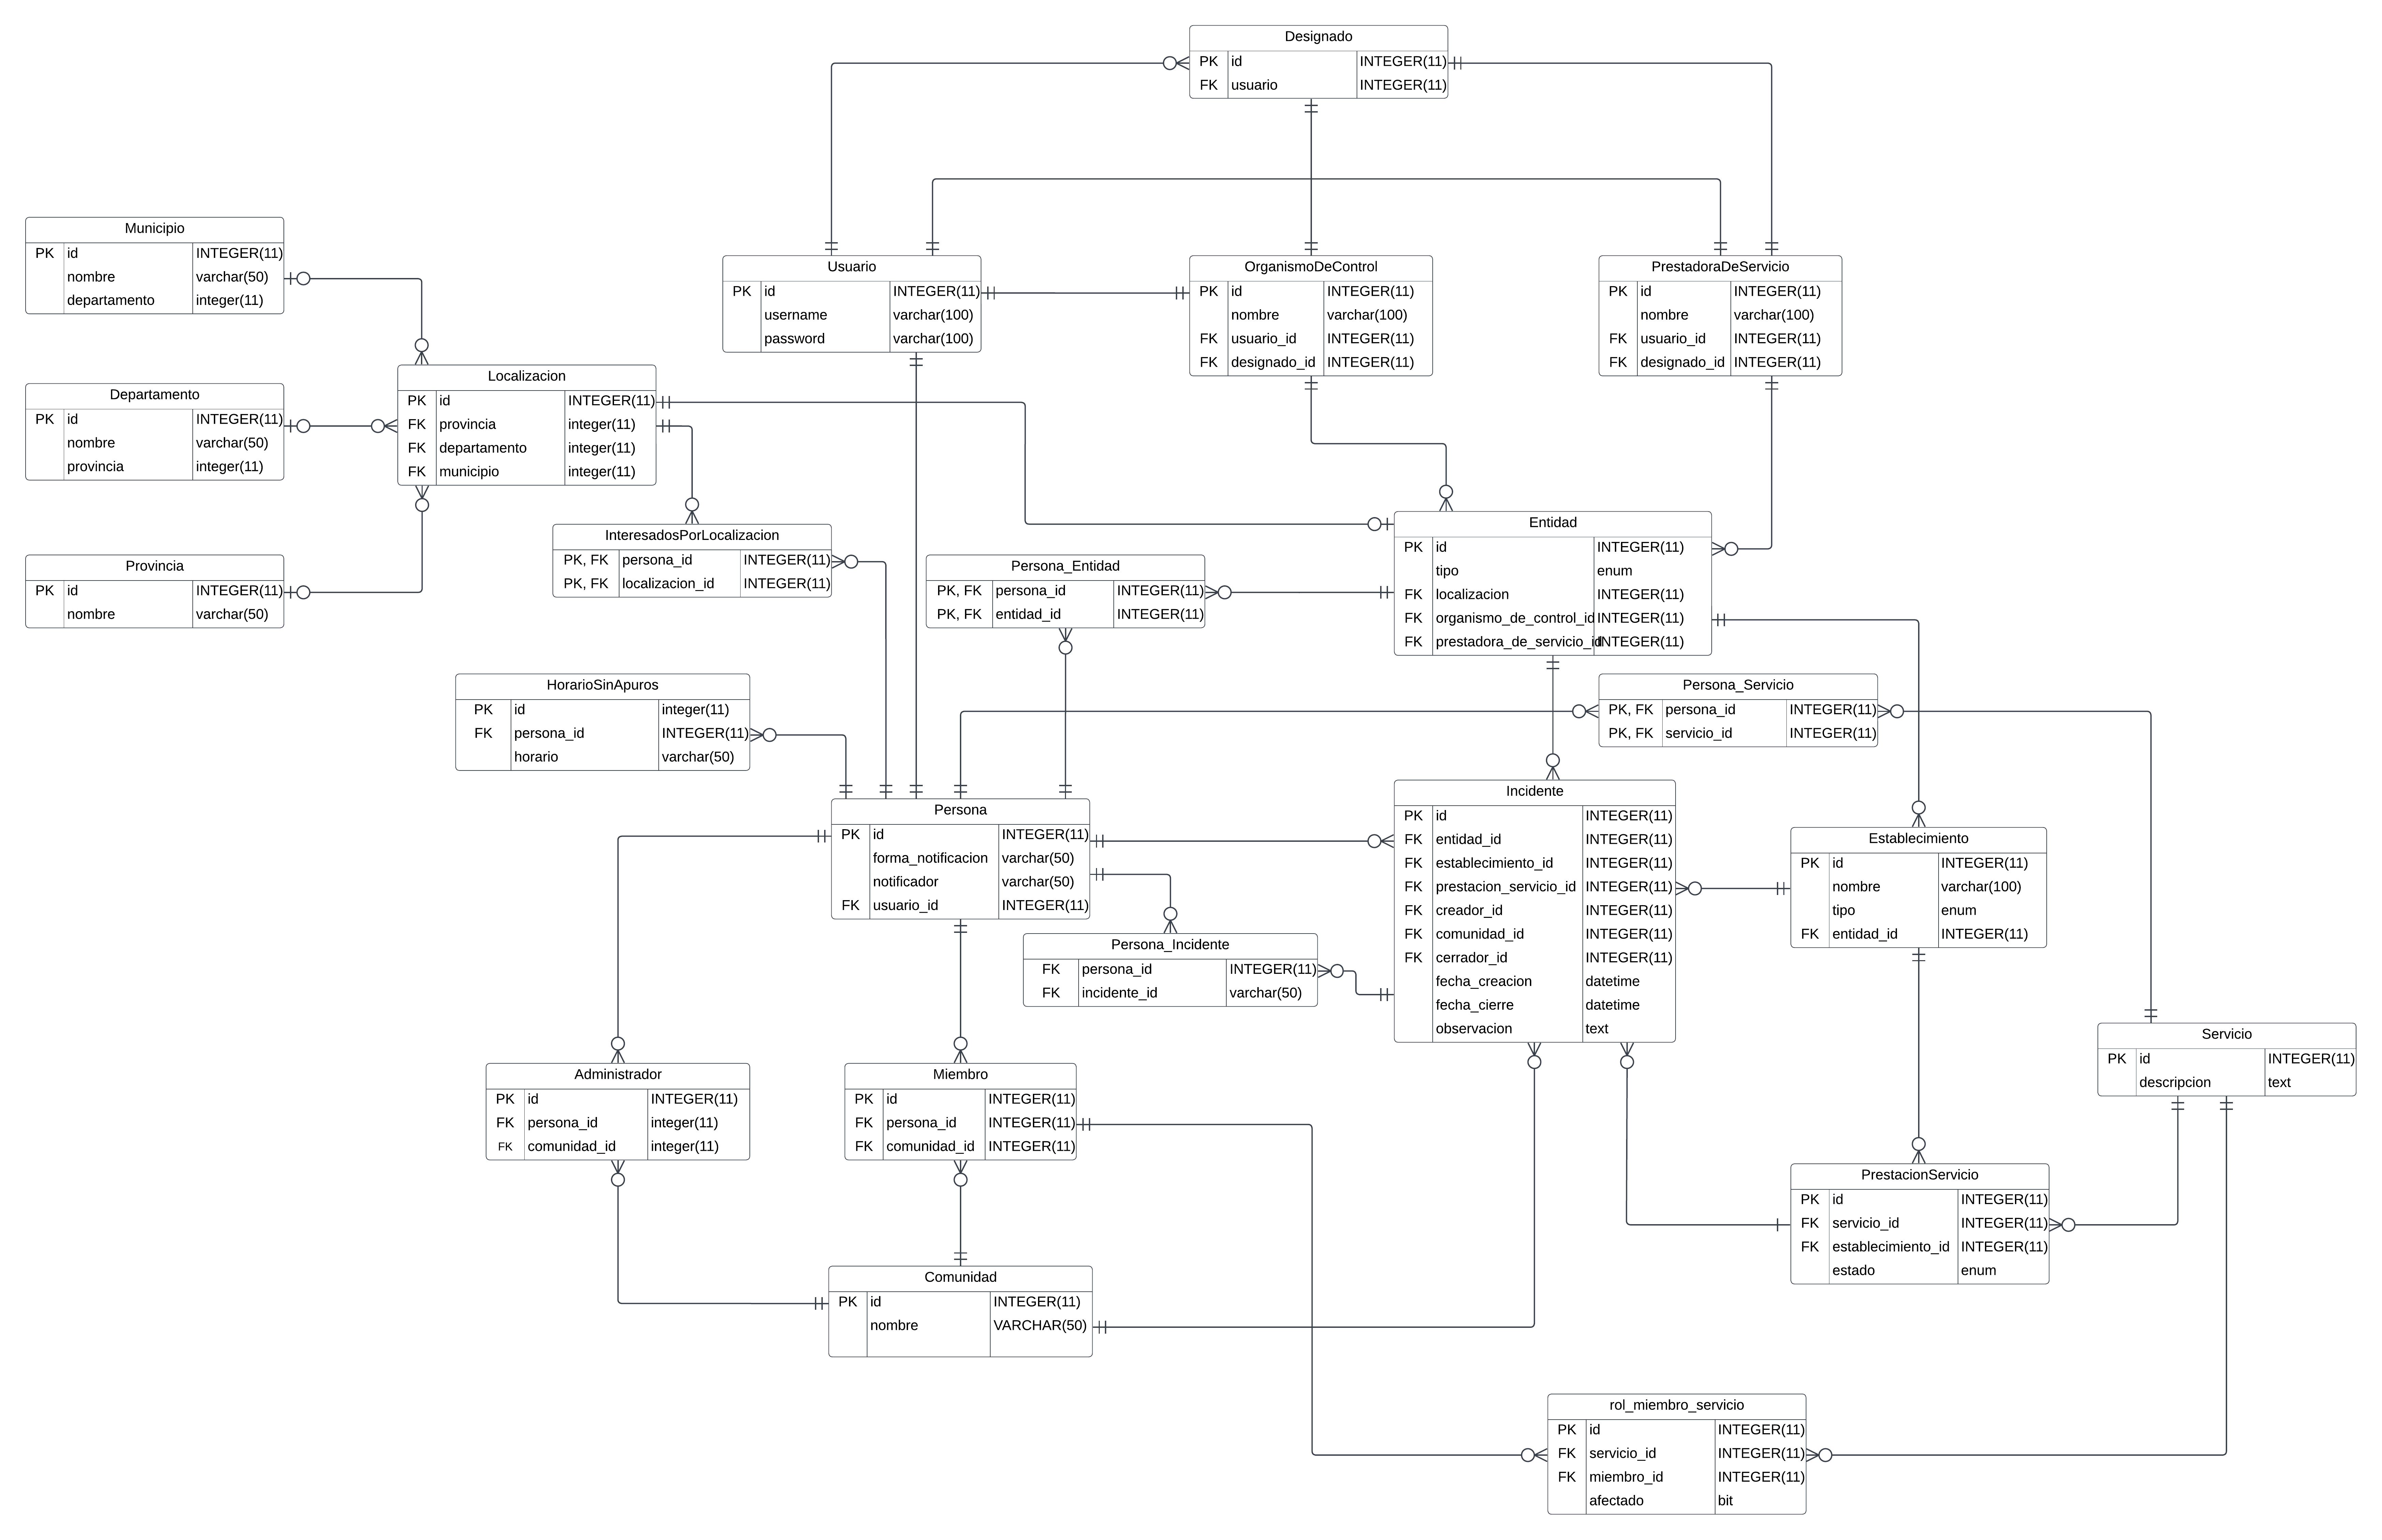 Designado
PK id INTEGER(11)
FK usuario INTEGER(11)
Municipio
PK id INTEGER(11)
nombre varchar(50)
departamento integer(11)
Usuario
PK id INTEGER(11)
username varchar(100)
password varchar(100)
OrganismoDeControl
PK id INTEGER(11)
nombre varchar(100)
FK usuario_id INTEGER(11)
FK designado_id INTEGER(11)
PrestadoraDeServicio
PK id INTEGER(11)
nombre varchar(100)
FK usuario_id INTEGER(11)
FK designado_id INTEGER(11)
Departamento
PK id INTEGER(11)
nombre varchar(50)
provincia integer(11)
Localizacion
PK id INTEGER(11)
FK provincia integer(11)
FK departamento integer(11)
FK municipio integer(11)
Provincia
PK id INTEGER(11)
nombre varchar(50)
InteresadosPorLocalizacion
PK, FK persona_id INTEGER(11)
PK, FK localizacion_id INTEGER(11)
Persona_Entidad
PK, FK persona_id INTEGER(11)
PK, FK entidad_id INTEGER(11)
Entidad
PK id INTEGER(11)
tipo enum
FK localizacion INTEGER(11)
FK organismo_de_control_id INTEGER(11)
FK prestadora_de_servicio_id INTEGER(11)
HorarioSinApuros
PK id integer(11)
FK persona_id INTEGER(11)
horario varchar(50)
Persona_Servicio
PK, FK persona_id INTEGER(11)
PK, FK servicio_id INTEGER(11)
Persona
PK id INTEGER(11)
forma_notificacion varchar(50)
notificador varchar(50)
FK usuario_id INTEGER(11)
Incidente
PK id INTEGER(11)
FK entidad_id INTEGER(11)
FK establecimiento_id INTEGER(11)
FK prestacion_servicio_id INTEGER(11)
FK creador_id INTEGER(11)
FK comunidad_id INTEGER(11)
FK cerrador_id INTEGER(11)
fecha_creacion datetime
fecha_cierre datetime
observacion text
Establecimiento
PK id INTEGER(11)
nombre varchar(100)
tipo enum
FK entidad_id INTEGER(11)
Persona_Incidente
FK persona_id INTEGER(11)
FK incidente_id varchar(50)
Servicio
PK id INTEGER(11)
descripcion text
Administrador
PK id INTEGER(11)
FK persona_id integer(11)
FK comunidad_id integer(11)
Miembro
PK id INTEGER(11)
FK persona_id INTEGER(11)
FK comunidad_id INTEGER(11)
PrestacionServicio
PK id INTEGER(11)
FK servicio_id INTEGER(11)
FK establecimiento_id INTEGER(11)
estado enum
Comunidad
PK id INTEGER(11)
nombre VARCHAR(50)
rol_miembro_servicio
PK id INTEGER(11)
FK servicio_id INTEGER(11)
FK miembro_id INTEGER(11)
afectado bit